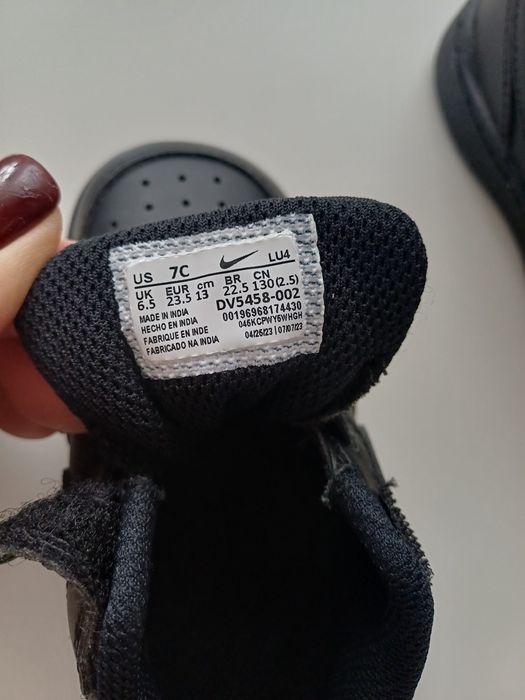 US 7C LU4
UK EUR cm BR CN
6.5 23.5 13 22.5 130(2.5)
DV5458-002
MADE IN INDIA 00196968174430
HECHO EN INDIA 045KCPWY5WHGH
FABRIQUE EN INDE
FABRICADO NA INDIA 04/26/23 | 07/07/23